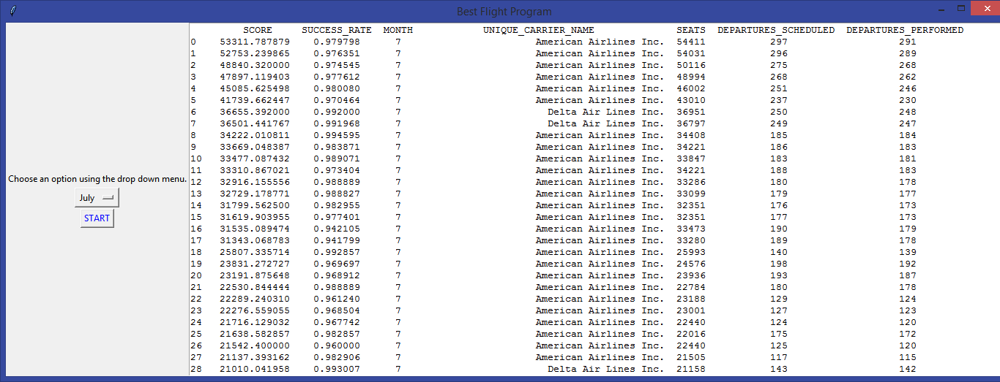 Best Flight Program
SCORE SUCCESS_RATE MONTH UNIQUE_CARRIER_NAME SEATS DEPARTURES_SCHEDULED DEPARTURES_PERFORMED
0 53311.787879 0.979798 7 American Airlines Inc. 54411 297 291
1 52753.239865 0.976351 7 American Airlines Inc. 54031 296 289
2 48840.320000 0.974545 7 American Airlines Inc. 50116 275 268
3 47897.119403 0.977612 7 American Airlines Inc. 48994 268 262
4 45085.625498 0.980080 7 American Airlines Inc. 46002 251 246
5 41739.662447 0.970464 7 American Airlines Inc. 43010 237 230
6 36655.392000 0.992000 7 Delta Air Lines Inc. 36951 250 248
7 36501.441767 0.991968 7 Delta Air Lines Inc. 36797 249 247
8 34222.010811 0.994595 7 American Airlines Inc. 34408 185 184
9 33669.048387 0.983871 7 American Airlines Inc. 34221 186 183
10 33477.087432 0.989071 7 American Airlines Inc. 33847 183 181
11 33310.867021 0.973404 7 American Airlines Inc. 34221 188 183
12 32916.155556 0.988889 7 American Airlines Inc. 33286 180 178
13 32729.178771 0.988827 7 American Airlines Inc. 33099 179 177
14 31799.562500 0.982955 7 American Airlines Inc. 32351 176 173
15 31619.903955 0.977401 7 American Airlines Inc. 32351 177 173
16 31535.089474 0.942105 7 American Airlines Inc. 33473 190 179
17 31343.068783 0.941799 7 American Airlines Inc. 33280 189 178
18 25807.335714 0.992857 7 American Airlines Inc. 25993 140 139
19 23831.272727 0.969697 7 American Airlines Inc. 24576 198 192
20 23191.875648 0.968912 7 American Airlines Inc. 23936 193 187
21 22530.844444 0.988889 7 American Airlines Inc. 22784 180 178
22 22289.240310 0.961240 7 American Airlines Inc. 23188 129 124
23 22276.559055 0.968504 7 American Airlines Inc. 23001 127 123
24 21716.129032 0.967742 7 American Airlines Inc. 22440 124 120
25 21638.582857 0.982857 7 American Airlines Inc. 22016 175 172
26 21542.400000 0.960000 7 American Airlines Inc. 22440 125 120
27 21137.393162 0.982906 7 American Airlines Inc. 21505 117 115
28 21010.041958 0.993007 7 Delta Air Lines Inc. 21158 143 142
Choose an option using the drop down menu.
July
START